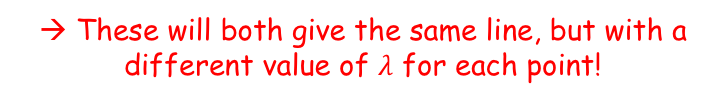 → These will both give the same line, but with a
different value of λ for each point!